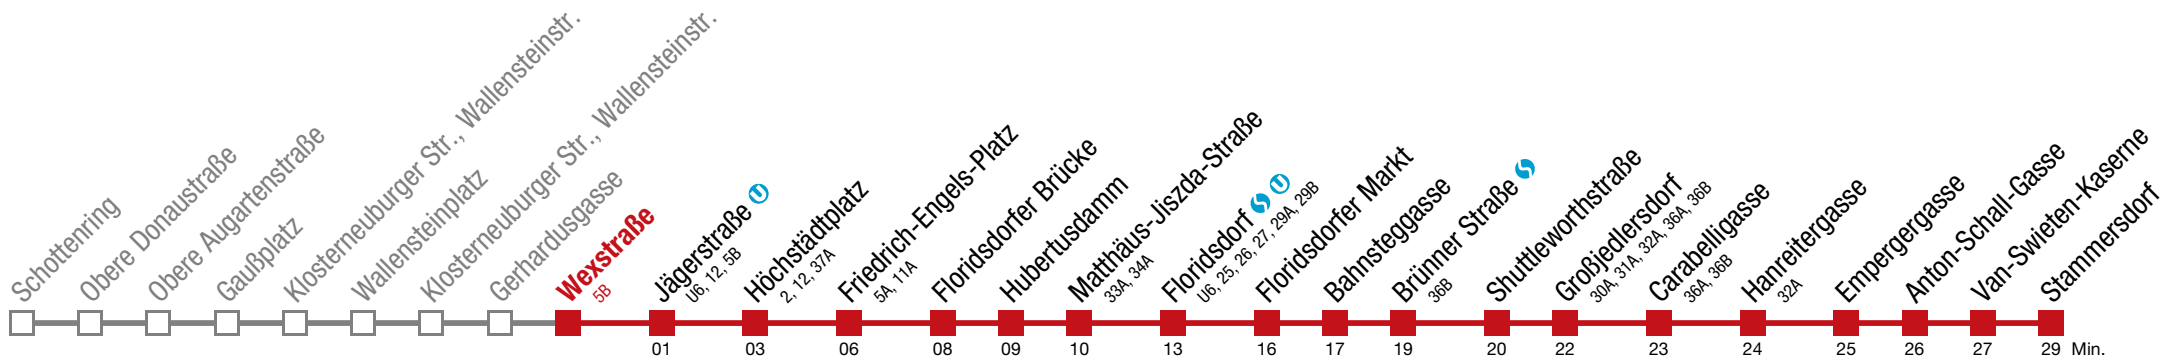 Schottenring
Obere Donaustraße
Obere Augartenstraße
Gaußplatz
Klosterneuburger Str., Wallensteinstr.
Wallensteinplatz
Klosterneuburger Str., Wallensteinstr.
Gerhardusgasse
Wexstraße
5B
Jägerstraße U
U6, 12, 5B
Höchstädtplatz
2, 12, 37A
Friedrich-Engels-Platz
5A, 11A
Floridsdorfer Brücke
Hubertusdamm
Matthäus-Jiszda-Straße
33A, 34A
Floridsdorf S U
U6, 25, 26, 27, 29A, 29B
Floridsdorfer Markt
Bahnsteggasse
Brünner Straße S
36B
Shuttleworthstraße
Großjedlersdorf
30A, 31A, 32A, 36A, 36B
Carabelligasse
36A, 36B
Hanreitergasse
32A
Empergergasse
Anton-Schall-Gasse
Van-Swieten-Kaserne
Stammersdorf
01 03 06 08 09 10 13 16 17 19 20 22 23 24 25 26 27 29 Min.